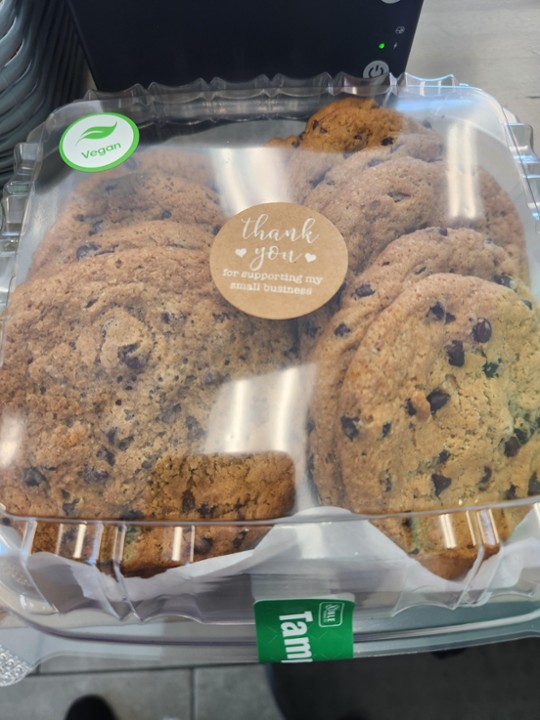 Vegan
thank
you
for supporting my
small business
Tam